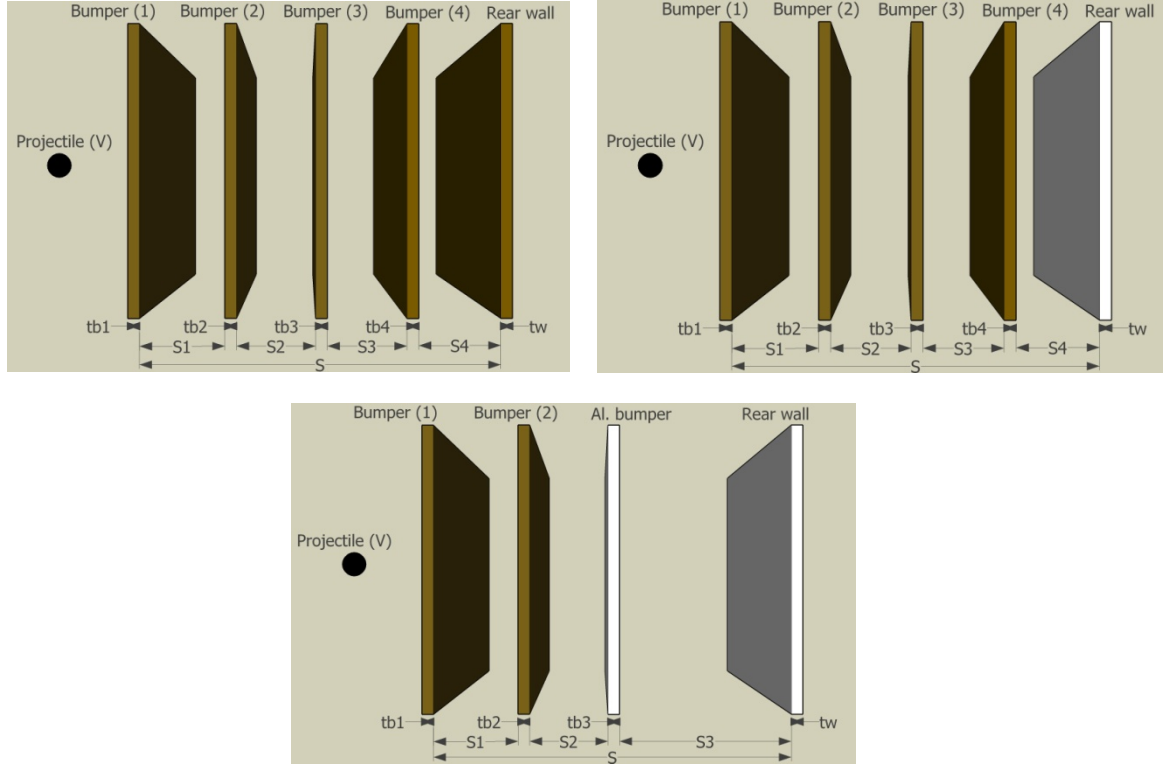 Bumper (1) Bumper (2) Bumper (3) Bumper (4) Rear wall
Projectile (V)
tb1 tb2 tb3 tb4 tw
S1 S2 S3 S4
S
Bumper (1) Bumper (2) Bumper (3) Bumper (4) Rear wall
Projectile (V)
tb1 tb2 tb3 tb4 tw
S1 S2 S3 S4
S
Bumper (1) Bumper (2) Al. bumper Rear wall
Projectile (V)
tb1 tb2 tb3 tw
S1 S2 S3
S